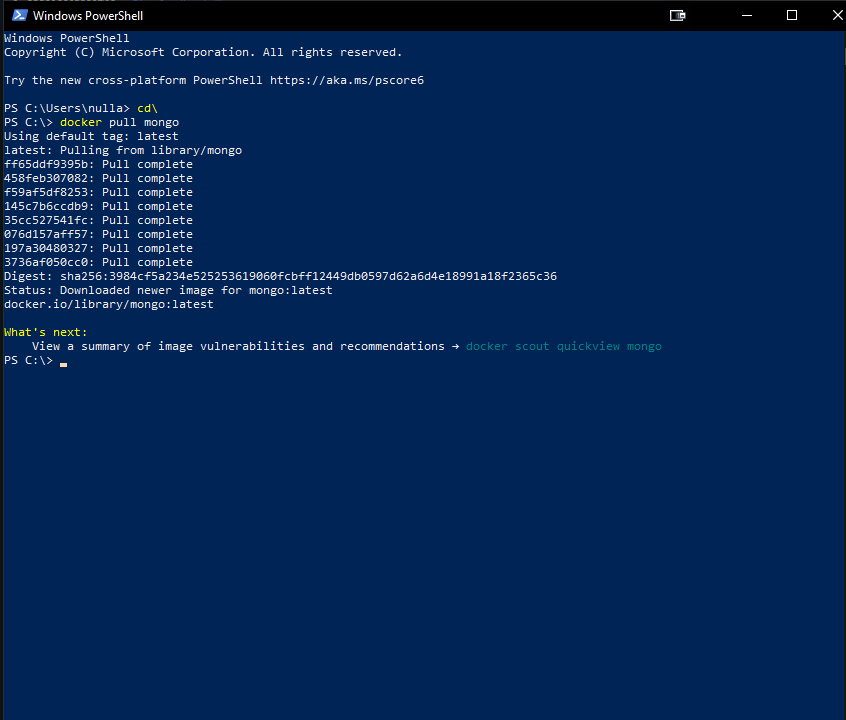 Windows PowerShell
Windows PowerShell
Copyright (C) Microsoft Corporation. All rights reserved.
Try the new cross-platform PowerShell https://aka.ms/pscore6
PS C:\Users\nulla> cd\
PS C:\> docker pull mongo
Using default tag: latest
latest: Pulling from library/mongo
ff65ddf9395b: Pull complete
458feb307082: Pull complete
f59af5df8253: Pull complete
145c7b6ccdb9: Pull complete
35cc527541fc: Pull complete
076d157aff57: Pull complete
197a30480327: Pull complete
3736af050cc0: Pull complete
Digest: sha256:3984cf5a234e525253619060fcbff12449db0597d62a6d4e18991a18f2365c36
Status: Downloaded newer image for mongo:latest
docker.io/library/mongo:latest
What's next:
View a summary of image vulnerabilities and recommendations → docker scout quickview mongo
PS C:\>